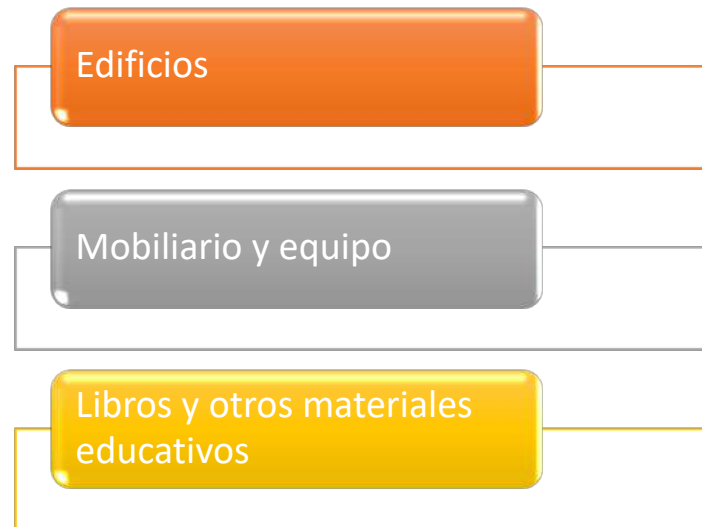 Edificios
Mobiliario y equipo
Libros y otros materiales
educativos